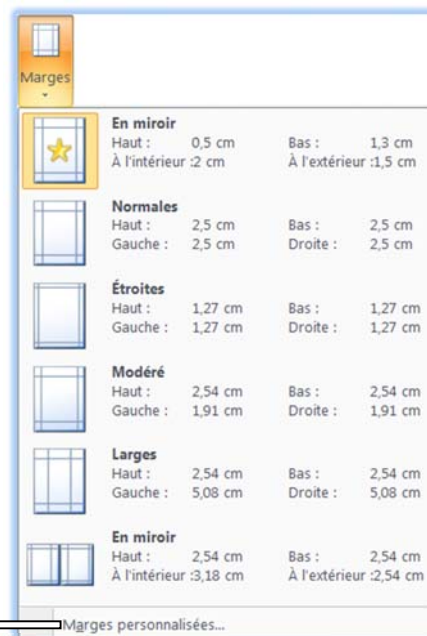 Marges
En miroir
Haut : 0,5 cm Bas : 1,3 cm
À l'intérieur :2 cm À l'extérieur :1,5 cm
Normales
Haut : 2,5 cm Bas : 2,5 cm
Gauche : 2,5 cm Droite : 2,5 cm
Étroites
Haut : 1,27 cm Bas : 1,27 cm
Gauche : 1,27 cm Droite : 1,27 cm
Modéré
Haut : 2,54 cm Bas : 2,54 cm
Gauche : 1,91 cm Droite : 1,91 cm
Larges
Haut : 2,54 cm Bas : 2,54 cm
Gauche : 5,08 cm Droite : 5,08 cm
En miroir
Haut : 2,54 cm Bas : 2,54 cm
À l'intérieur :3,18 cm À l'extérieur :2,54 cm
Marges personnalisées...